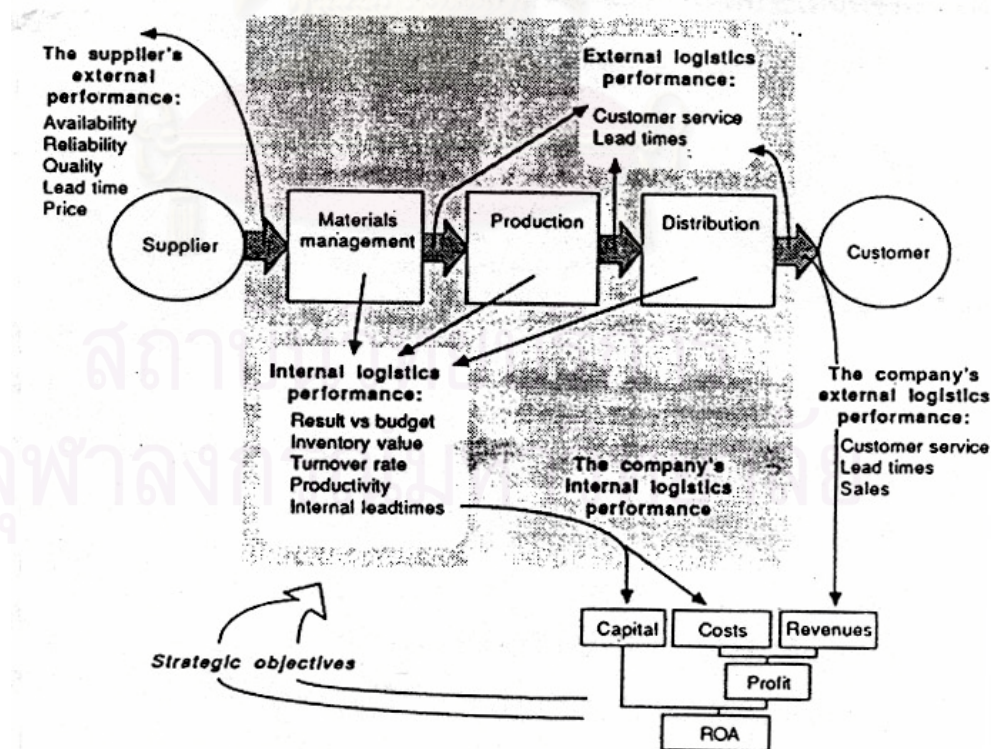 The supplier's
external
performance:
Availability
Reliability
Quality
Lead time
Price
External logistics
performance:
Customer service
Lead times
Supplier
Materials
management
Production
Distribution
Customer
Internal logistics
performance:
Result vs budget
Inventory value
Turnover rate
Productivity
Internal leadtimes
The company's
Internal logistics
performance
The company's
external logistics
performance:
Customer service
Lead times
Sales
Capital
Costs
Revenues
Profit
ROA
Strategic objectives